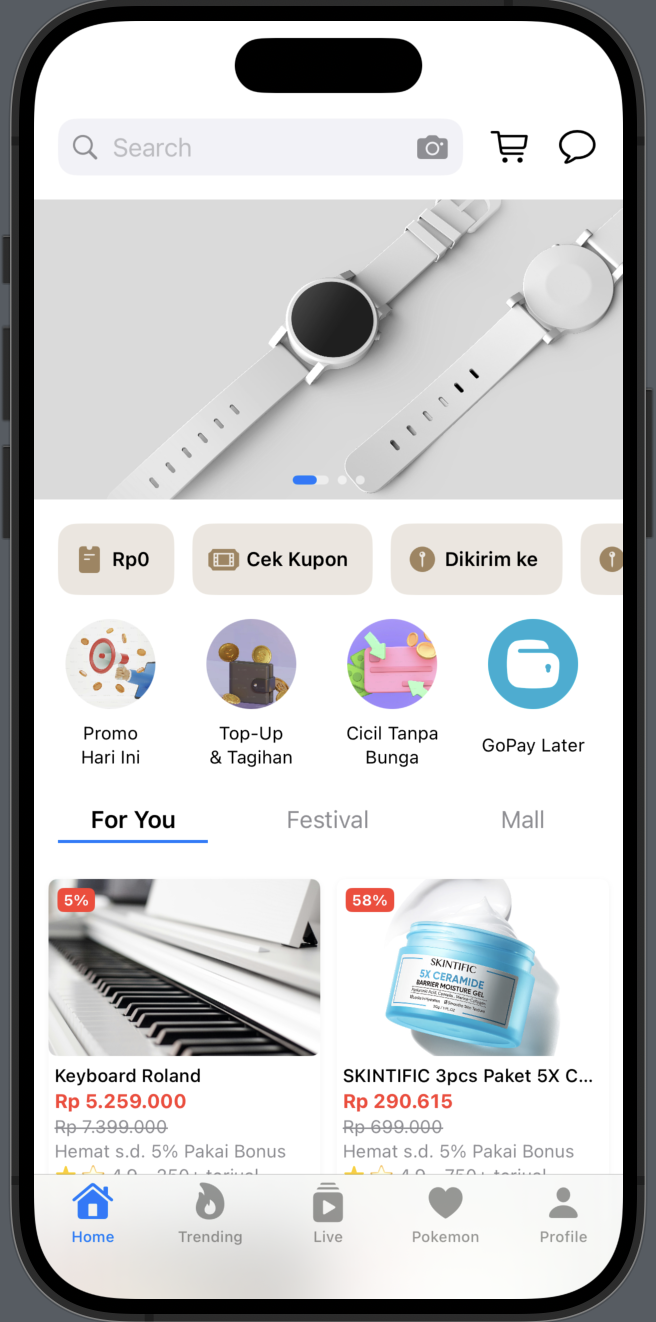 Search
Rp0
Cek Kupon
Dikirim ke
Promo
Hari Ini
Top-Up
& Tagihan
Cicil Tanpa
Bunga
GoPay Later
For You
Festival
Mall
5%
58%
SKINTIFIC
5X CERAMIDE
BARRIER MOISTURE GEL
Keyboard Roland
SKINTIFIC 3pcs Paket 5X C...
Rp 5.259.000
Rp 290.615
Rp 7.399.000
Rp 699.000
Hemat s.d. 5% Pakai Bonus
Hemat s.d. 5% Pakai Bonus
Home
Trending
Live
Pokemon
Profile